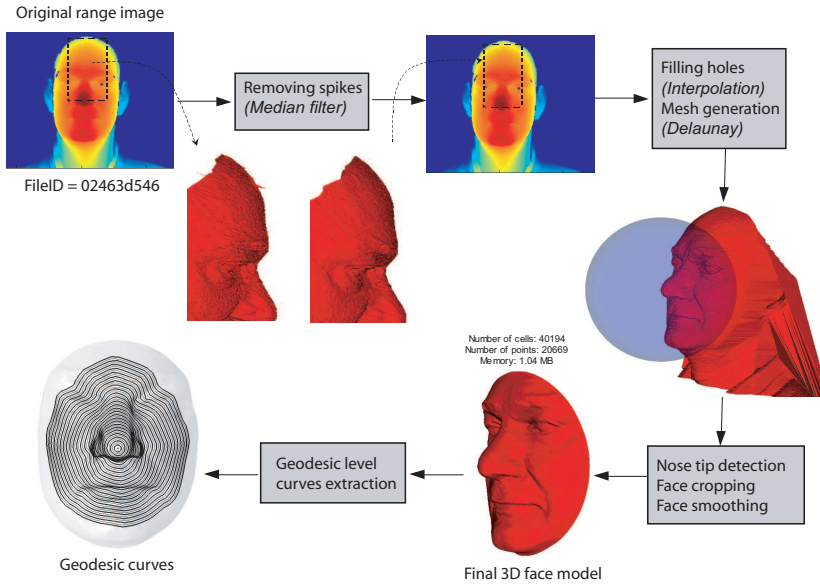 Original range image
Removing spikes
(Median filter)
Filling holes
(Interpolation)
Mesh generation
(Delaunay)
FileID = 02463d546
Number of cells: 40194
Number of points: 20669
Memory: 1.04 MB
Nose tip detection
Face cropping
Face smoothing
Geodesic level
curves extraction
Geodesic curves
Final 3D face model